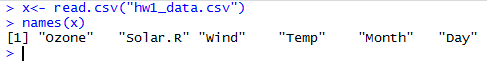 > x<- read.csv("hw1_data.csv")
> names(x)
[1] "Ozone"   "Solar.R" "Wind"    "Temp"    "Month"   "Day"
>